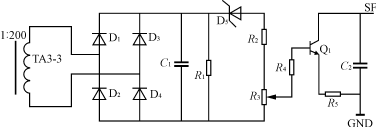 1:200
TA3-3
D₁
D₃
D₂
D₄
C₁
R₁
D₅
R₂
R₃
R₄
Q₁
R₅
C₂
SF
GND